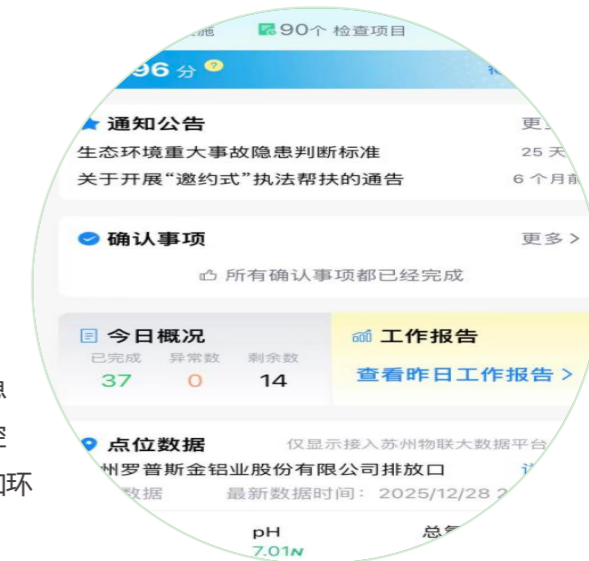 施 90个 检查项目
96 分 ?
通知公告 更
生态环境重大事故隐患判断标准 25 天
关于开展“邀约式”执法帮扶的通告 6 个月前
确认事项 更多 >
所有确认事项都已经完成
今日概况
已完成 异常数 剩余数
37 0 14
工作报告
查看昨日工作报告 >
点位数据 仅显示接入苏州物联大数据平台
州罗普斯金铝业股份有限公司排放口
数据 最新数据时间: 2025/12/28 2
pH 总
7.01N
环